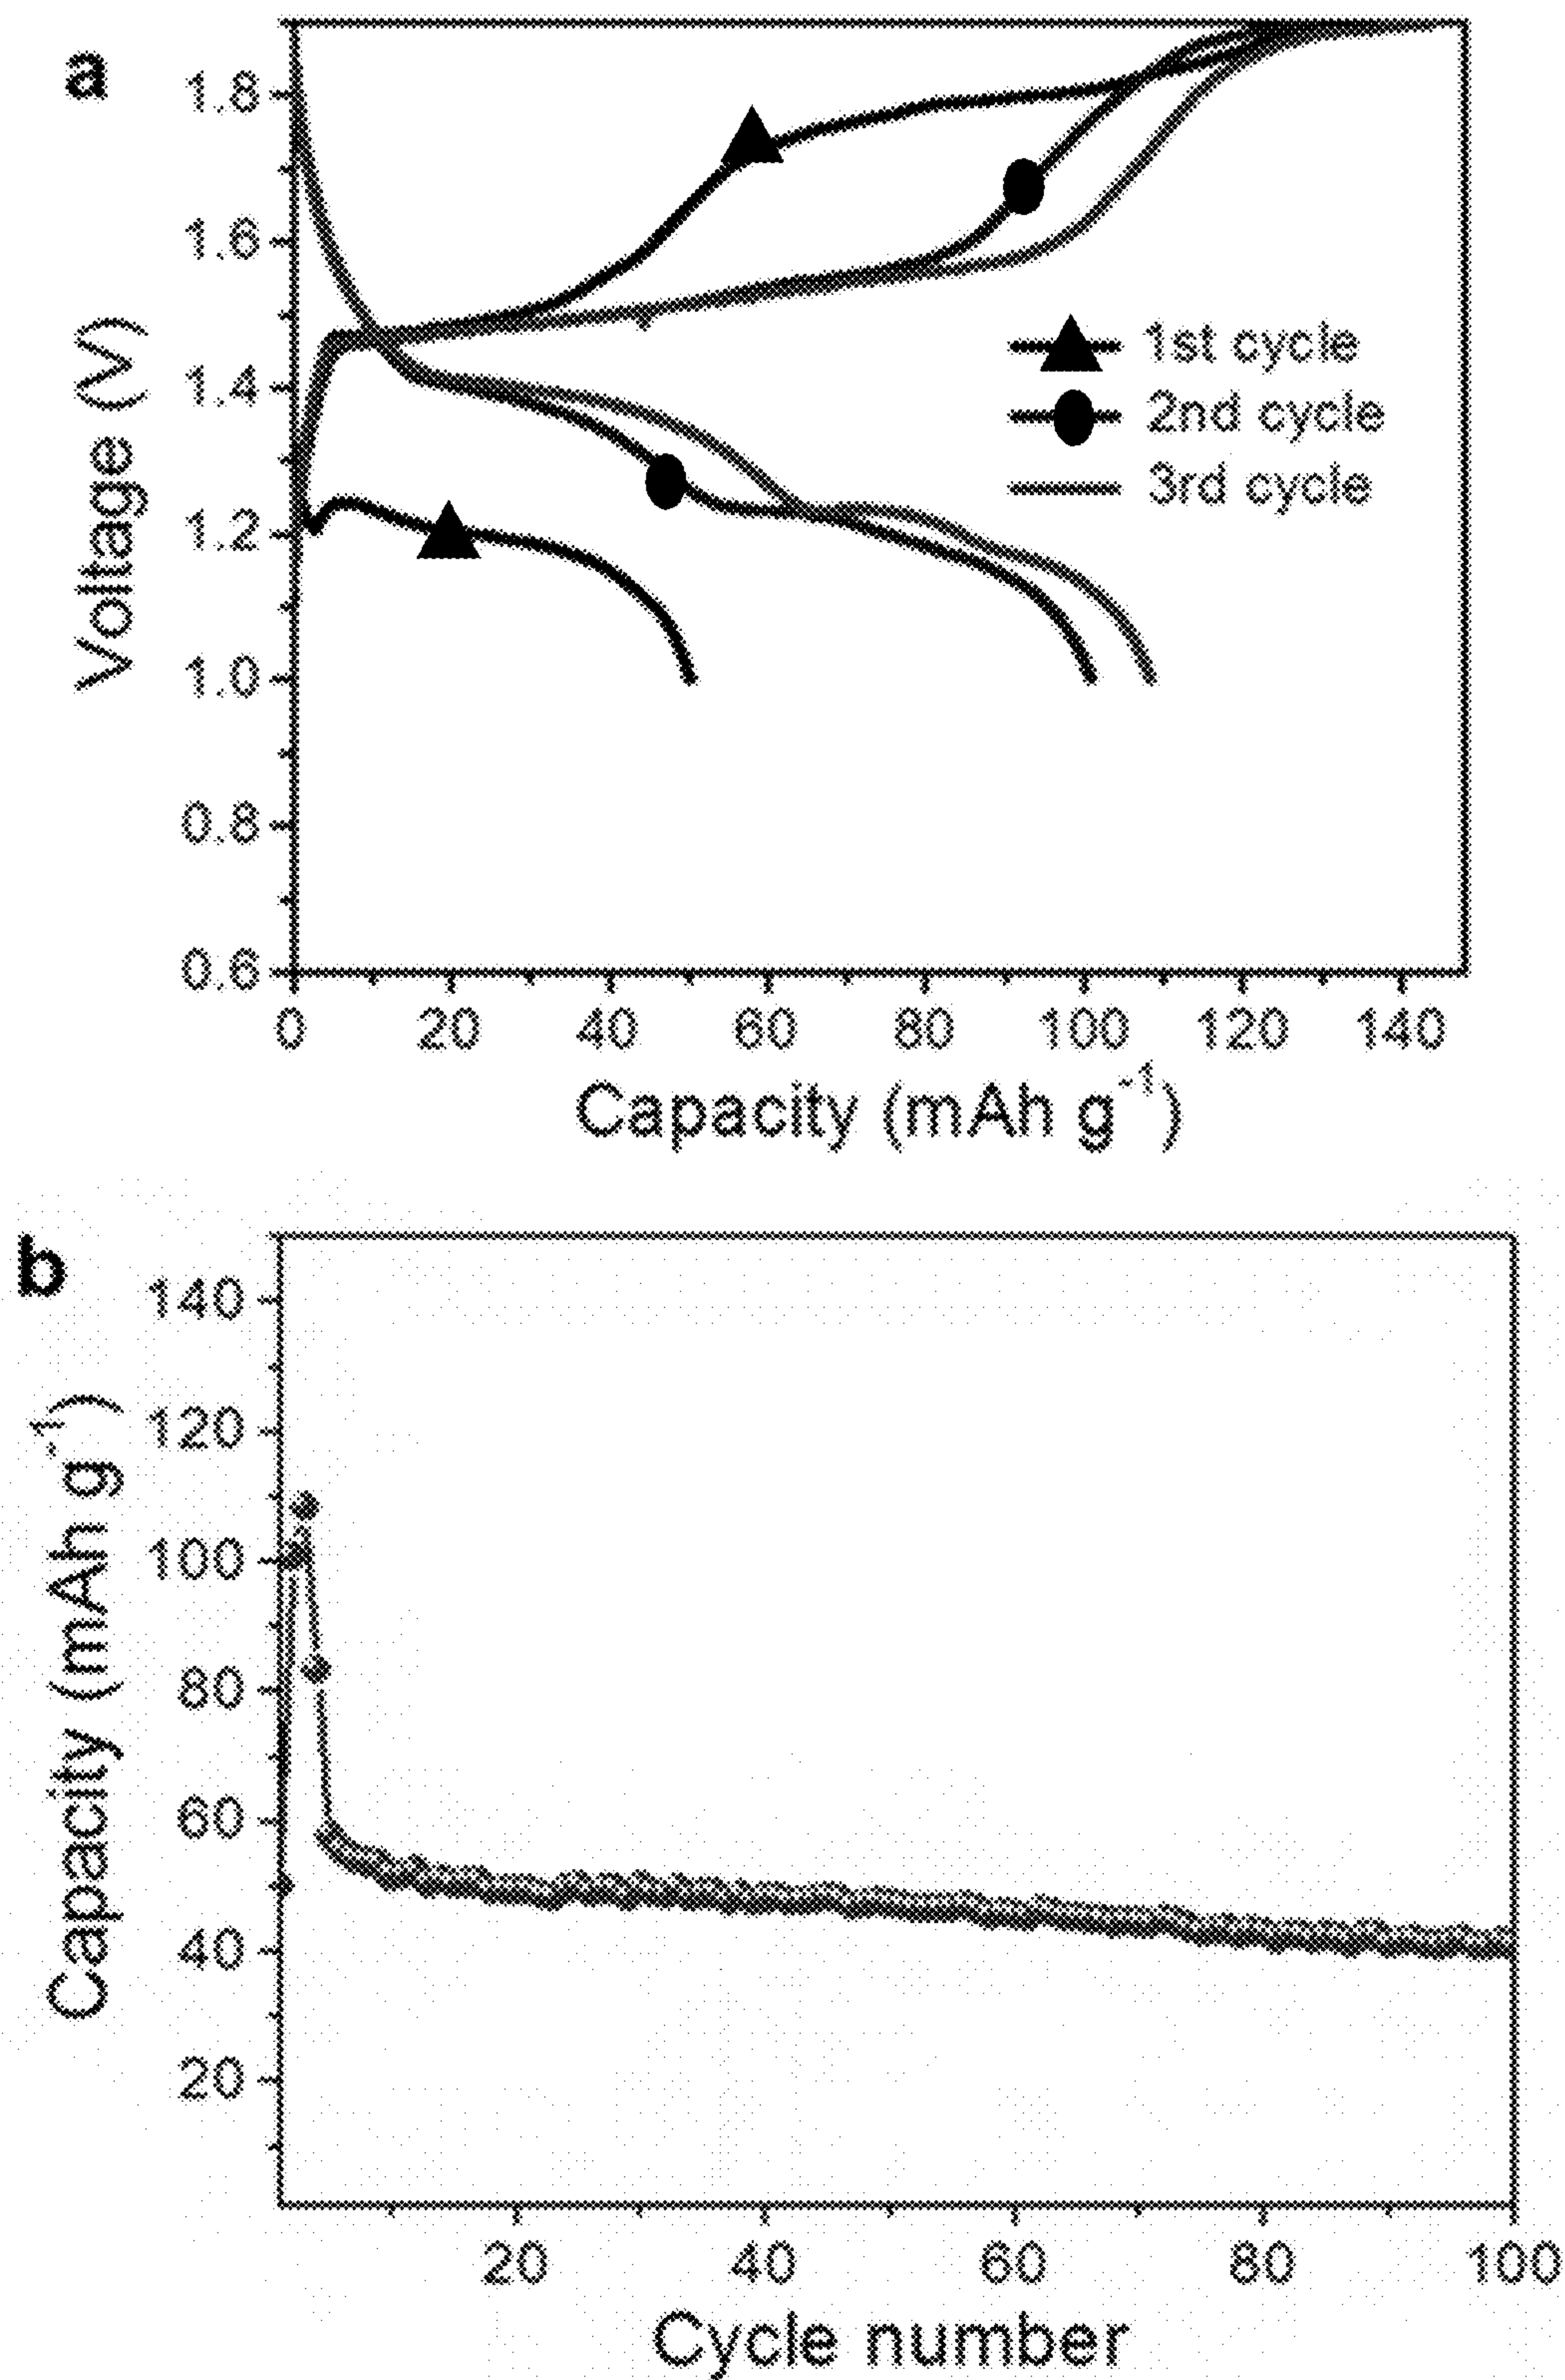 a
1.8
1.6
1.4
1.2
1.0
0.8
0.6
Voltage (V)
1st cycle
2nd cycle
3rd cycle
0 20 40 60 80 100 120 140
Capacity (mAh g⁻¹)
b
140
120
100
80
60
40
20
Capacity (mAh g⁻¹)
20 40 60 80 100
Cycle number